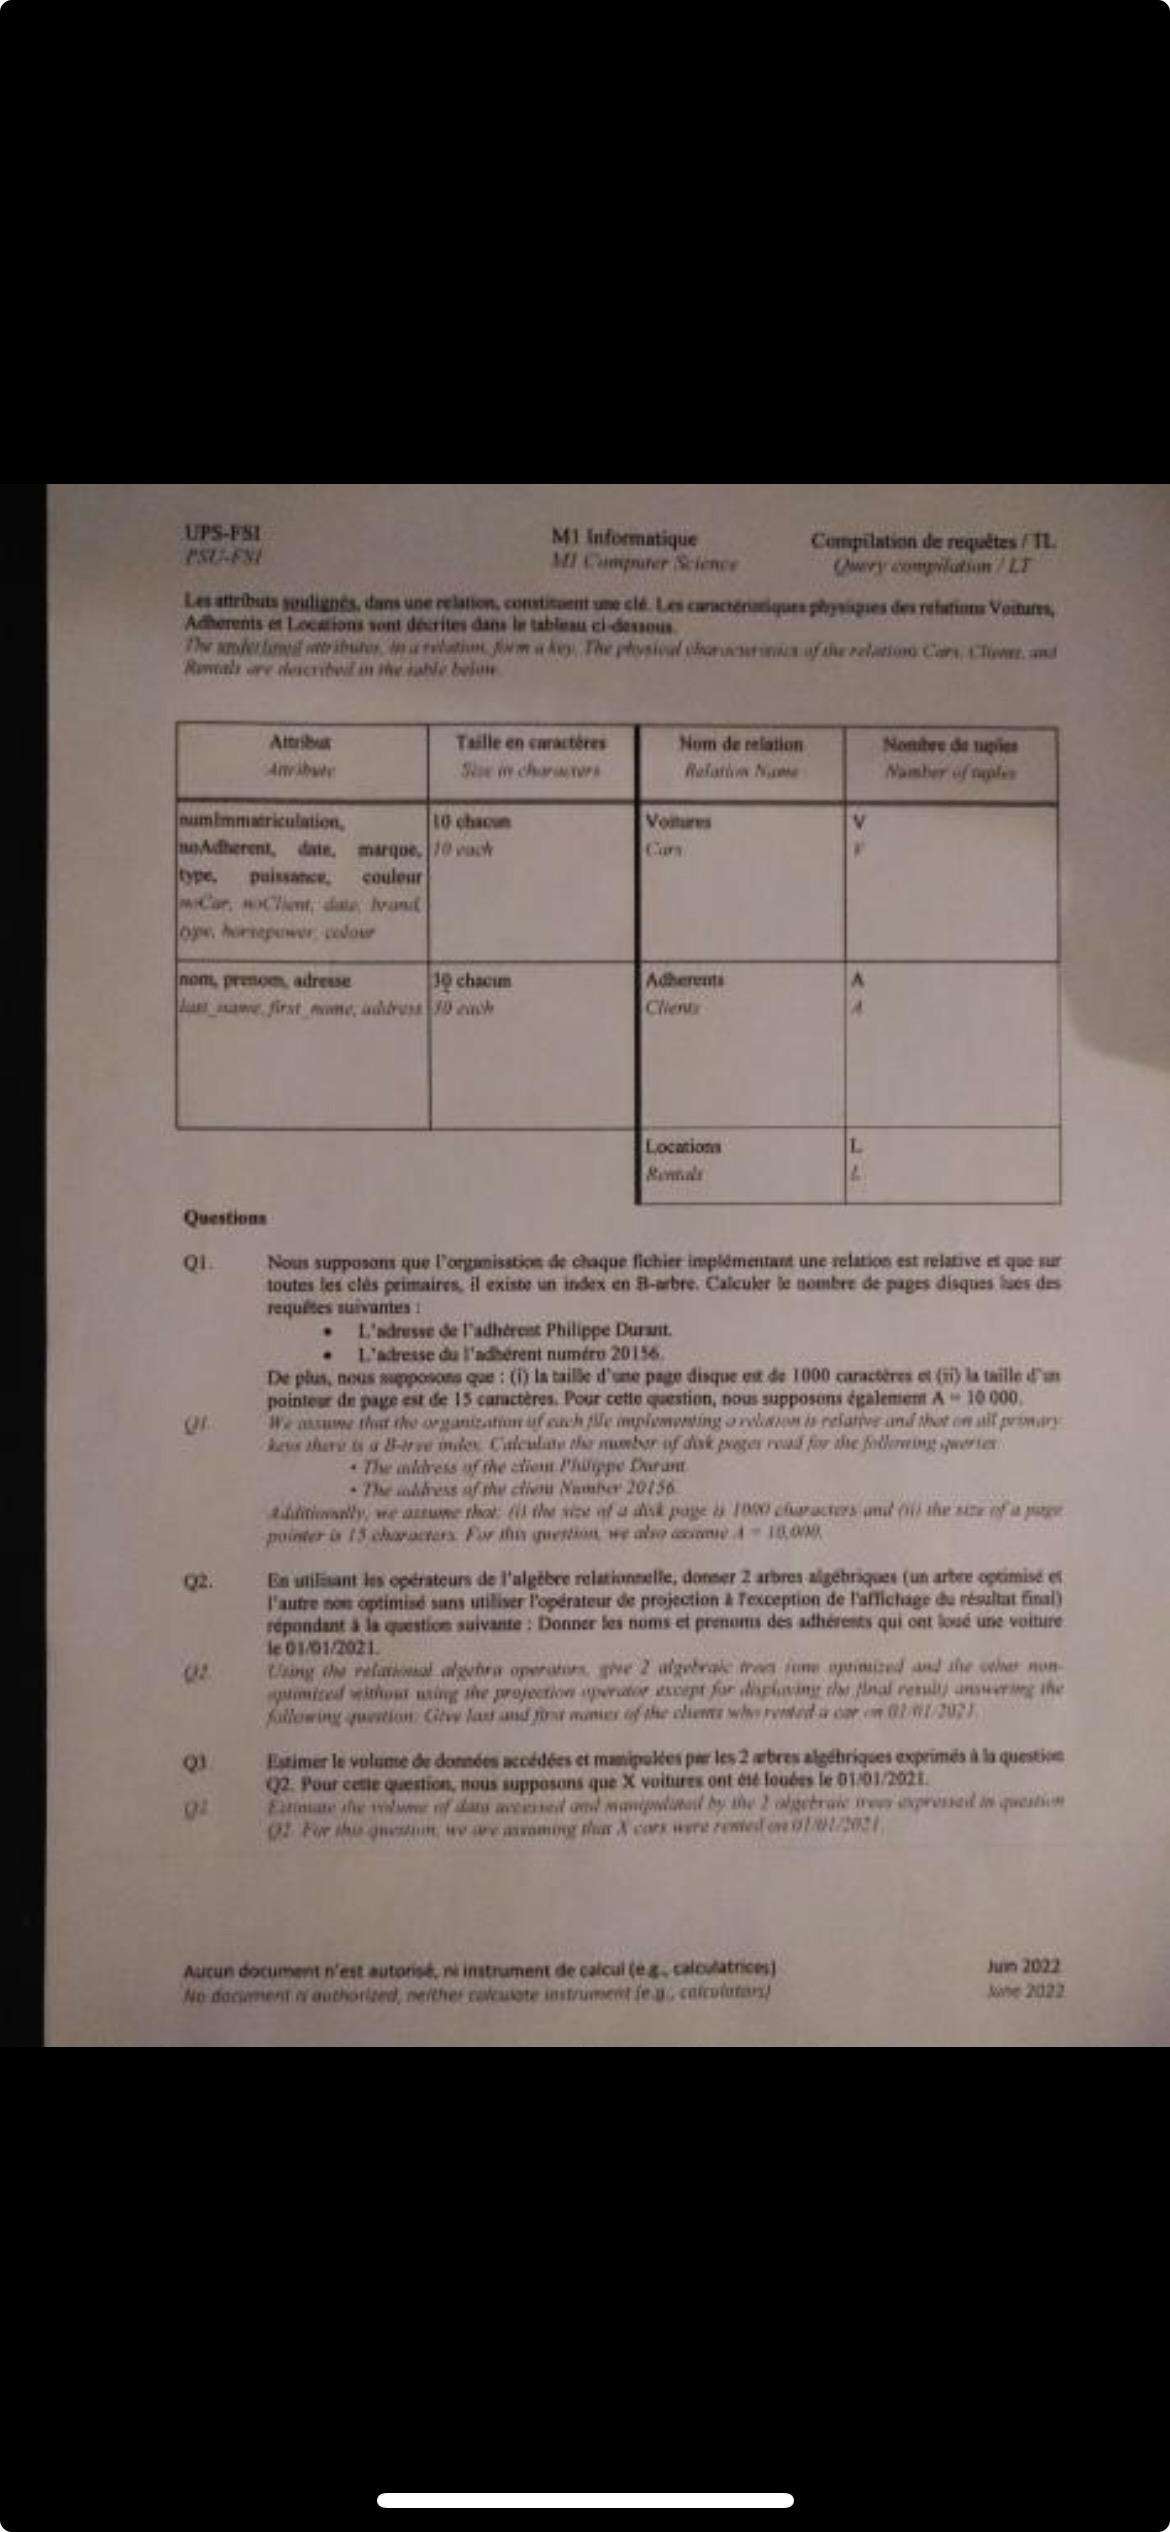 UPS-FSI
PSU-FSI
M1 Informatique
M1 Computer Science
Compilation de requêtes / TL
Query compilation / LT
Les attributs soulignés, dans une relation, constituent une clé. Les caractéristiques physiques des relations Voitures,
Adherents et Locations sont décrites dans le tableau ci-dessous.
The underlined attributes, in a relation, form a key. The physical characteristics of the relations Cars, Clients, and
Rentals are described in the table below.
Attribut
Attribute
Taille en caractères
Size in characters
Nom de relation
Relation Name
Nombre de tuples
Number of tuples
numImmatriculation,
noAdherent, date, marque,
type, puissance, couleur
noCar, noClient, date, brand,
type, horsepower, colour
10 chacun
10 each
Voitures
Cars
V
V
nom, prenom, adresse
last_name, first_name, address
30 chacun
30 each
Adherents
Clients
A
A
Locations
Rentals
L
L
Questions
Q1. Nous supposons que l'organisation de chaque fichier implémentant une relation est relative et que sur
toutes les clés primaires, il existe un index en B-arbre. Calculer le nombre de pages disques lues des
requêtes suivantes :
• L'adresse de l'adhérent Philippe Durant.
• L'adresse du l'adhérent numéro 20156.
De plus, nous supposons que : (i) la taille d'une page disque est de 1000 caractères et (ii) la taille d'un
pointeur de page est de 15 caractères. Pour cette question, nous supposons également A = 10 000.
Q1. We assume that the organization of each file implementing a relation is relative and that on all primary
keys there is a B-tree index. Calculate the number of disk pages read for the following queries
• The address of the client Philippe Durant.
• The address of the client Number 20156.
Additionally, we assume that: (i) the size of a disk page is 1000 characters and (ii) the size of a page
pointer is 15 characters. For this question, we also assume A = 10,000.
Q2. En utilisant les opérateurs de l'algèbre relationnelle, donner 2 arbres algébriques (un arbre optimisé et
l'autre non optimisé sans utiliser l'opérateur de projection à l'exception de l'affichage du résultat final)
répondant à la question suivante : Donner les noms et prenoms des adhérents qui ont loué une voiture
le 01/01/2021.
Q2. Using the relational algebra operators, give 2 algebraic trees (one optimized and the other non-
optimized without using the projection operator except for displaying the final result) answering the
following question: Give last and first names of the clients who rented a car on 01/01/2021.
Q3 Estimer le volume de données accédées et manipulées par les 2 arbres algébriques exprimés à la question
Q2. Pour cette question, nous supposons que X voitures ont été louées le 01/01/2021.
Estimate the volume of data accessed and manipulated by the 2 algebraic trees expressed in question
Q2. For this question, we are assuming that X cars were rented on 01/01/2021.
Aucun document n'est autorisé, ni instrument de calcul (e.g., calculatrices)
No document is authorized, neither calculate instrument (e.g., calculators)
Juin 2022
June 2022